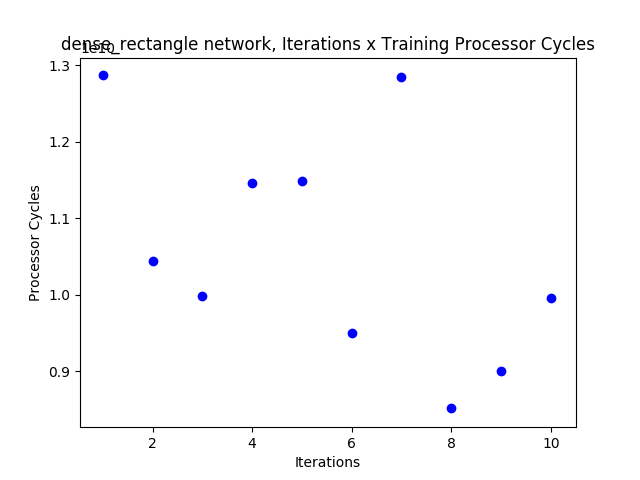 dense_rectangle network, Iterations x Training Processor Cycles
1e10
1.3
1.2
1.1
1.0
0.9
Processor Cycles
2 4 6 8 10
Iterations